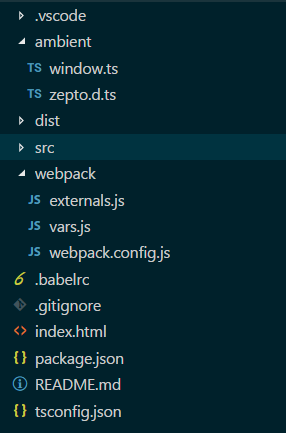 .vscode
ambient
TS window.ts
TS zepto.d.ts
dist
src
webpack
JS externals.js
JS vars.js
JS webpack.config.js
.babelrc
.gitignore
index.html
{ } package.json
README.md
{ } tsconfig.json